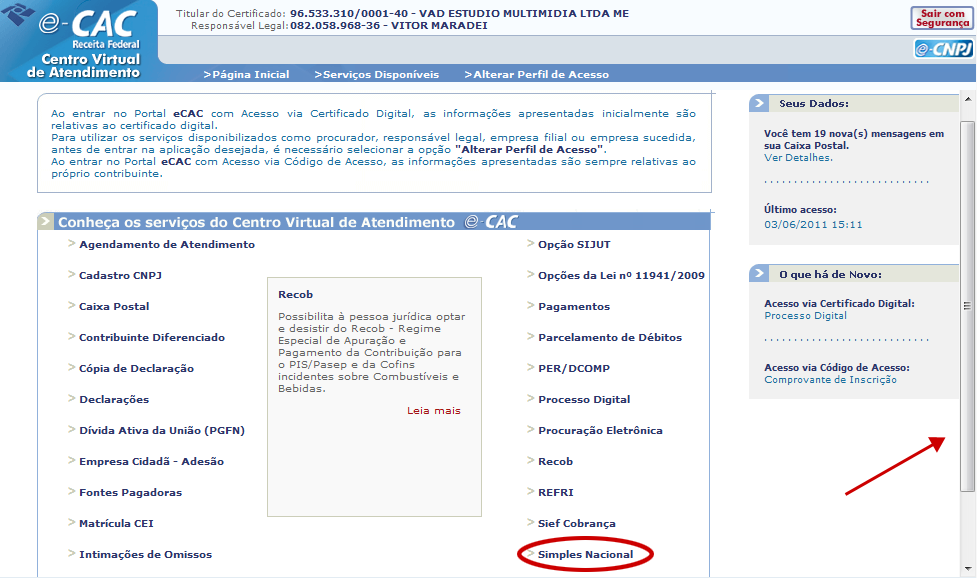 e-CAC
Receita Federal
Centro Virtual
de Atendimento
Titular do Certificado: 96.533.310/0001-40 - VAD ESTUDIO MULTIMIDIA LTDA ME
Responsável Legal:082.058.968-36 - VITOR MARADEI
Sair com
Segurança
e-CNPJ
>Página Inicial >Serviços Disponíveis >Alterar Perfil de Acesso
Ao entrar no Portal eCAC com Acesso via Certificado Digital, as informações apresentadas inicialmente são
relativas ao certificado digital.
Para utilizar os serviços disponibilizados como procurador, responsável legal, empresa filial ou empresa sucedida,
antes de entrar na aplicação desejada, é necessário selecionar a opção "Alterar Perfil de Acesso".
Ao entrar no Portal eCAC com Acesso via Código de Acesso, as informações apresentadas são sempre relativas ao
próprio contribuinte.
> Conheça os serviços do Centro Virtual de Atendimento e-CAC
> Agendamento de Atendimento
> Cadastro CNPJ
> Caixa Postal
> Contribuinte Diferenciado
> Cópia de Declaração
> Declarações
> Dívida Ativa da União (PGFN)
> Empresa Cidadã - Adesão
> Fontes Pagadoras
> Matrícula CEI
> Intimações de Omissos
Recob
Possibilita à pessoa jurídica optar
e desistir do Recob - Regime
Especial de Apuração e
Pagamento da Contribuição para
o PIS/Pasep e da Cofins
incidentes sobre Combustíveis e
Bebidas.
Leia mais
> Opção SIJUT
> Opções da Lei nº 11941/2009
> Pagamentos
> Parcelamento de Débitos
> PER/DCOMP
> Processo Digital
> Procuração Eletrônica
> Recob
> REFRI
> Sief Cobrança
> Simples Nacional
> Seus Dados:
Você tem 19 nova(s) mensagens em
sua Caixa Postal.
Ver Detalhes.
Último acesso:
03/06/2011 15:11
> O que há de Novo:
Acesso via Certificado Digital:
Processo Digital
Acesso via Código de Acesso:
Comprovante de Inscrição